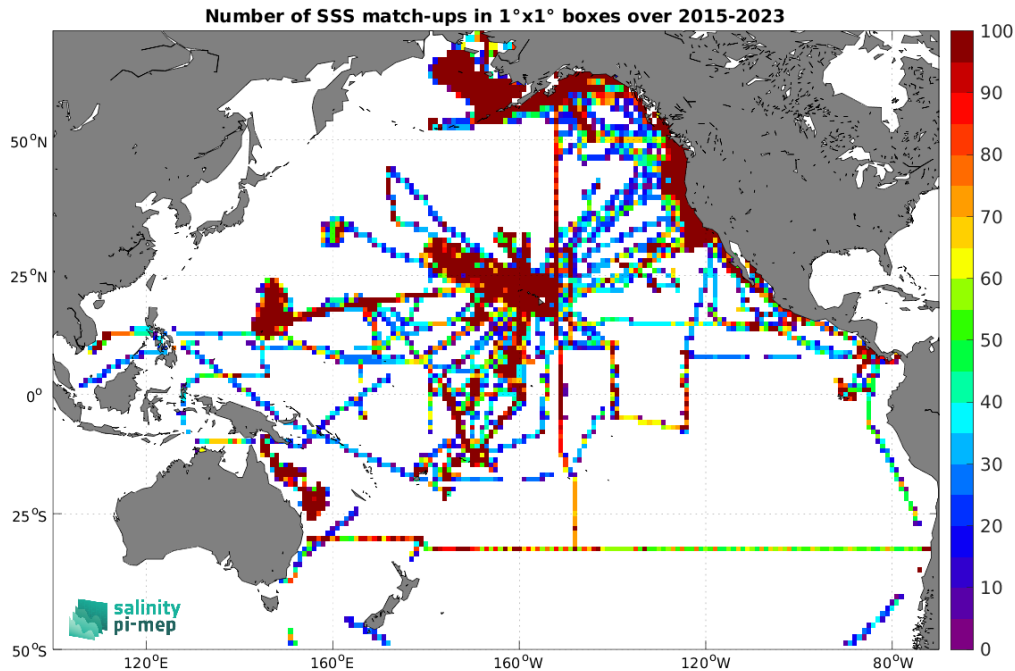 Number of SSS match-ups in 1°x1° boxes over 2015-2023
100
90
80
70
60
50
40
30
20
10
0
50°N
25°N
0°
25°S
50°S
salinity
pi-mep
120°E
160°E
160°W
120°W
80°W